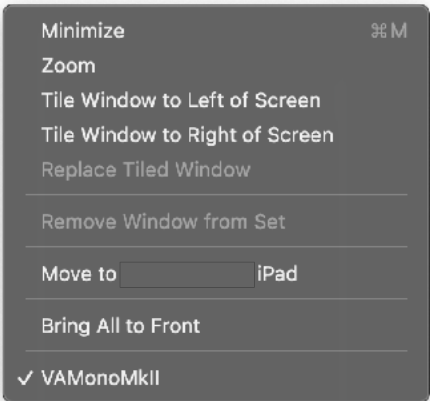 Minimize ⌘M
Zoom
Tile Window to Left of Screen
Tile Window to Right of Screen
Replace Tiled Window
Remove Window from Set
Move to iPad
Bring All to Front
✓ VAMonoMkII